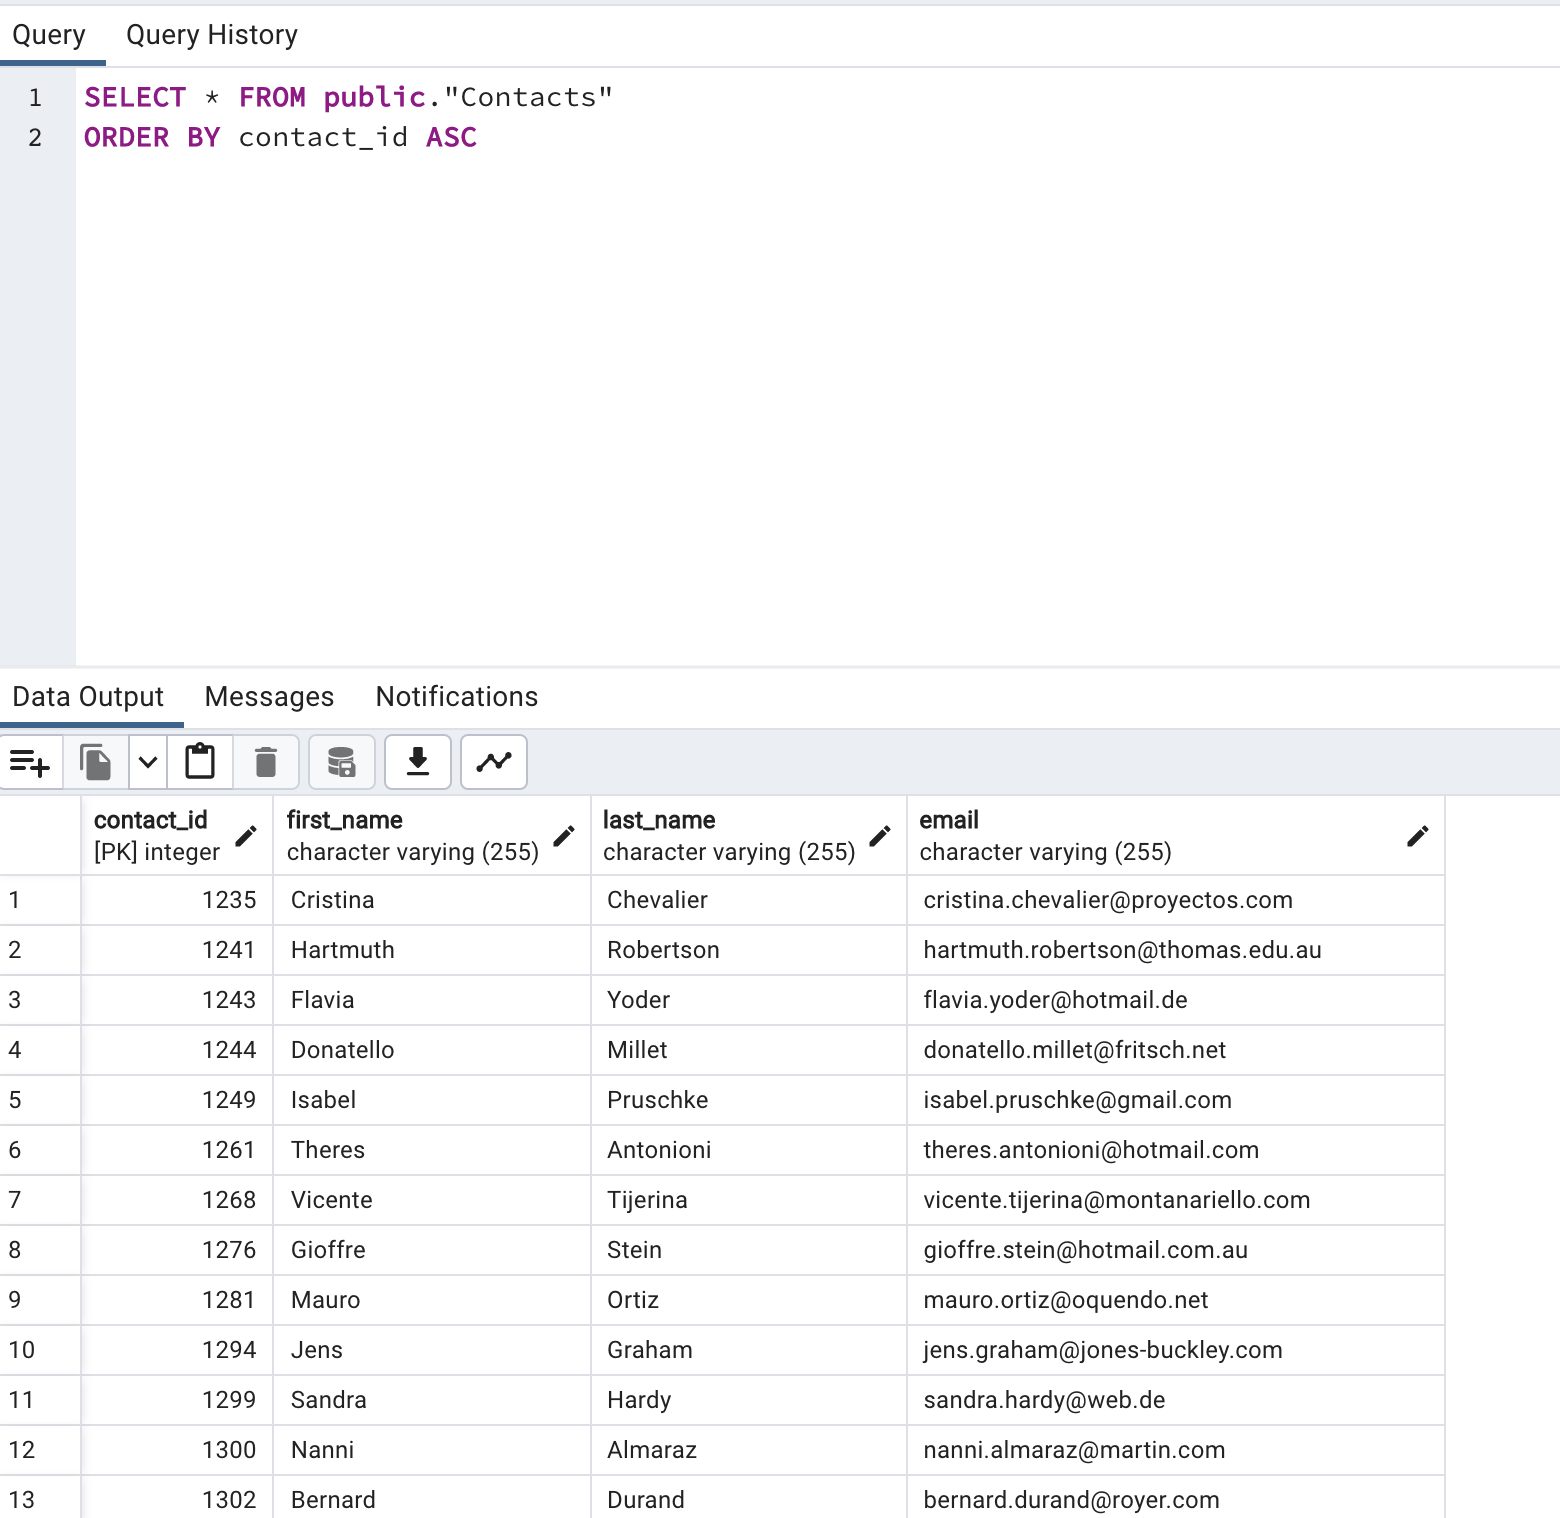 Query Query History
1 SELECT * FROM public."Contacts"
2 ORDER BY contact_id ASC
Data Output Messages Notifications
contact_id first_name last_name email
[PK] integer character varying (255) character varying (255) character varying (255)
1 1235 Cristina Chevalier cristina.chevalier@proyectos.com
2 1241 Hartmuth Robertson hartmuth.robertson@thomas.edu.au
3 1243 Flavia Yoder flavia.yoder@hotmail.de
4 1244 Donatello Millet donatello.millet@fritsch.net
5 1249 Isabel Pruschke isabel.pruschke@gmail.com
6 1261 Theres Antonioni theres.antonioni@hotmail.com
7 1268 Vicente Tijerina vicente.tijerina@montanariello.com
8 1276 Gioffre Stein gioffre.stein@hotmail.com.au
9 1281 Mauro Ortiz mauro.ortiz@oquendo.net
10 1294 Jens Graham jens.graham@jones-buckley.com
11 1299 Sandra Hardy sandra.hardy@web.de
12 1300 Nanni Almaraz nanni.almaraz@martin.com
13 1302 Bernard Durand bernard.durand@royer.com